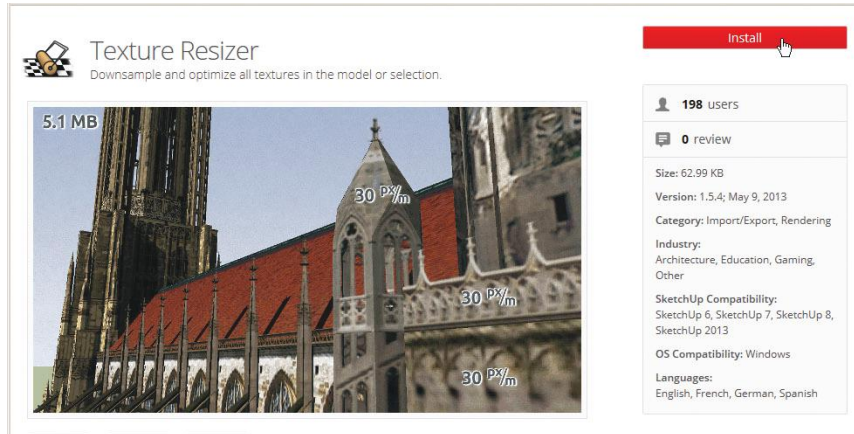 Texture Resizer
Downsample and optimize all textures in the model or selection.
5.1 MB
30 px/m
30 px/m
30 px/m
Install
198 users
0 review
Size: 62.99 KB
Version: 1.5.4; May 9, 2013
Category: Import/Export, Rendering
Industry:
Architecture, Education, Gaming,
Other
SketchUp Compatibility:
SketchUp 6, SketchUp 7, SketchUp 8,
SketchUp 2013
OS Compatibility: Windows
Languages:
English, French, German, Spanish